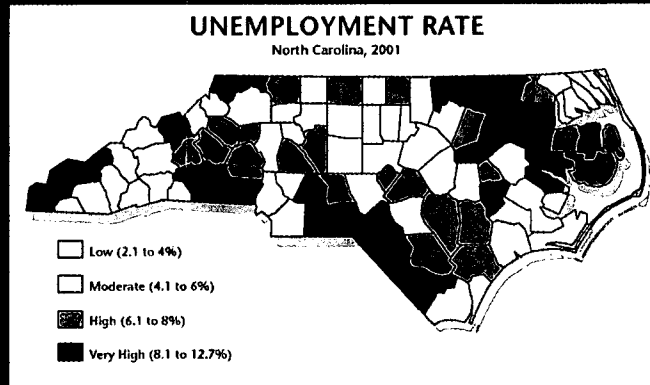 UNEMPLOYMENT RATE
North Carolina, 2001
Low (2.1 to 4%)
Moderate (4.1 to 6%)
High (6.1 to 8%)
Very High (8.1 to 12.7%)